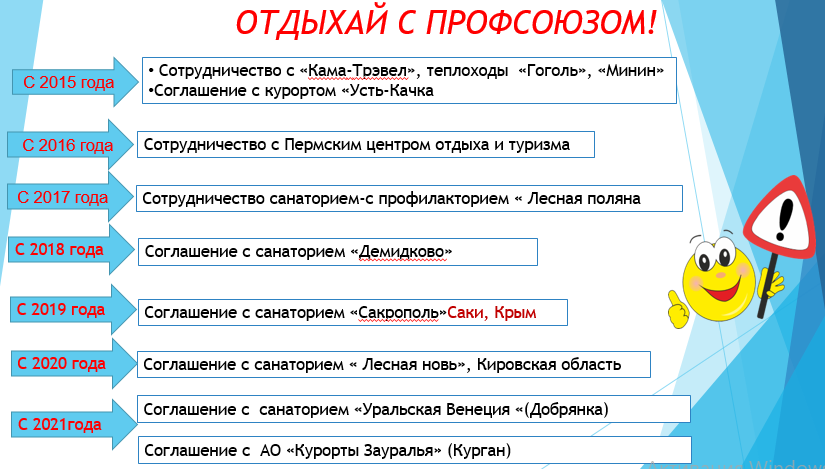 ОТДЫХАЙ С ПРОФСОЮЗОМ!
С 2015 года
• Сотрудничество с «Кама-Трэвел», теплоходы «Гоголь», «Минин»
•Соглашение с курортом «Усть-Качка
С 2016 года
Сотрудничество с Пермским центром отдыха и туризма
С 2017 года
Сотрудничество санаторием-с профилакторием « Лесная поляна
С 2018 года
Соглашение с санаторием «Демидково»
С 2019 года
Соглашение с санаторием «Сакрополь»Саки, Крым
С 2020 года
Соглашение с санаторием « Лесная новь», Кировская область
С 2021года
Соглашение с санаторием «Уральская Венеция «(Добрянка)
Соглашение с АО «Курорты Зауралья» (Курган)